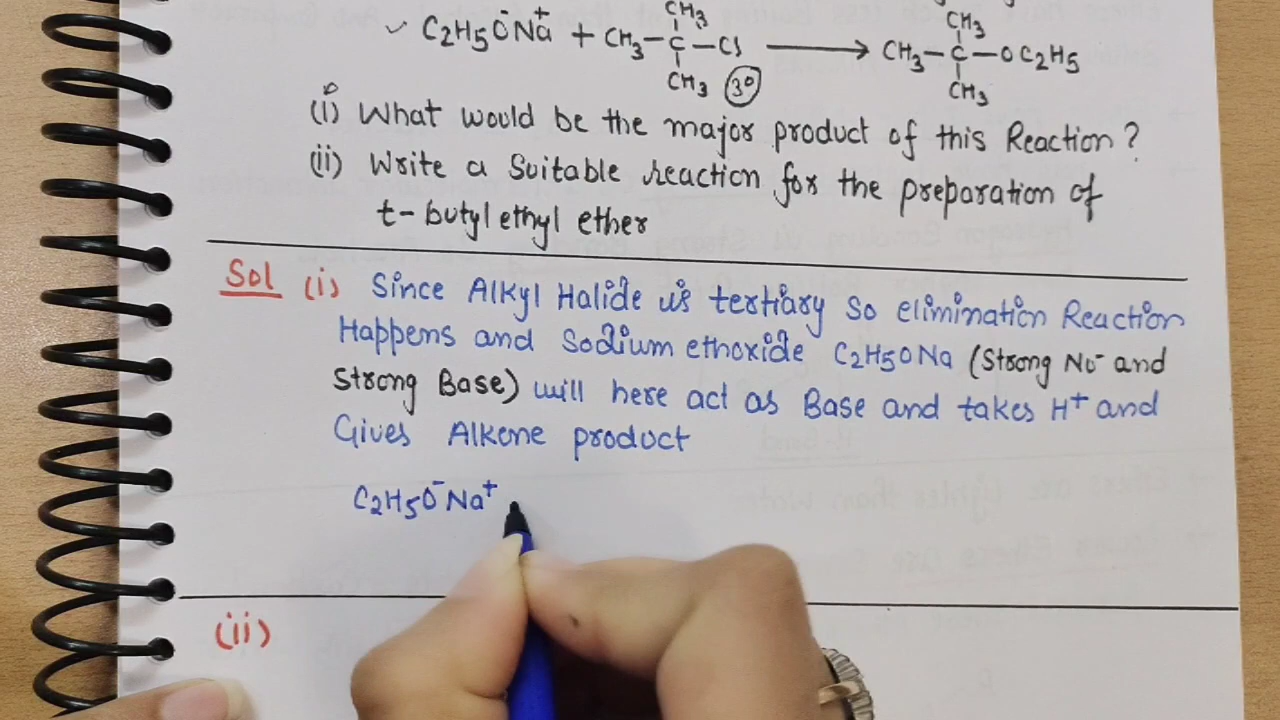 CH3 CH3
C2H5ONa+ + CH3-C-Cl → CH3-C-OC2H5
CH3 3° CH3
(i) What would be the major product of this Reaction?
(ii) Write a Suitable reaction for the preparation of
t-butyl ethyl ether
Sol (i) Since Alkyl Halide is tertiary So elimination Reaction
Happens and Sodium ethoxide C2H5ONa (Strong Nu- and
Strong Base) will here act as Base and takes H+ and
Gives Alkene product
C2H5O-Na+
(ii)